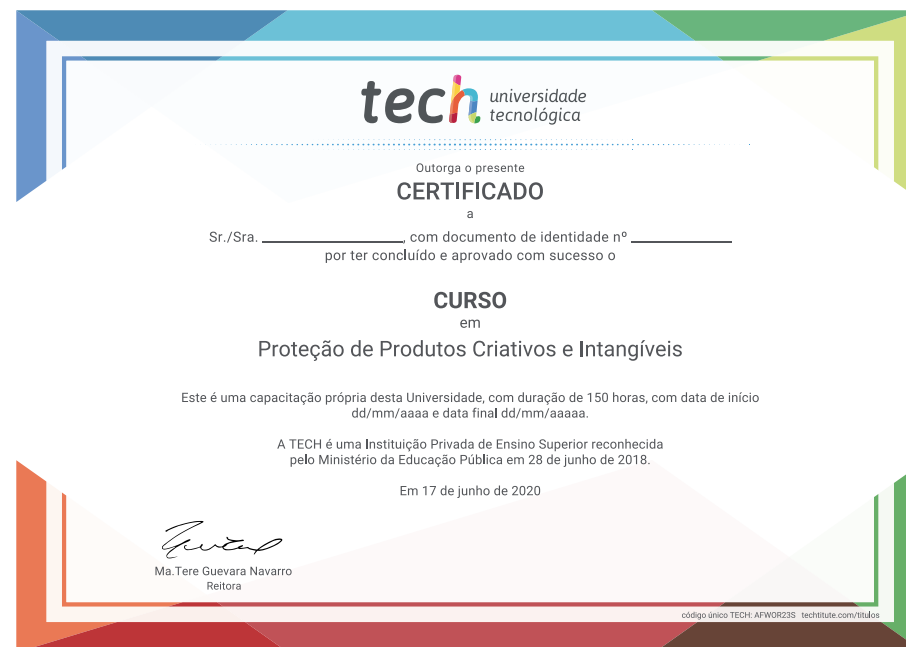 tech universidade
tecnológica
Outorga o presente
CERTIFICADO
a
Sr./Sra. ________________, com documento de identidade nº ____________
por ter concluído e aprovado com sucesso o
CURSO
em
Proteção de Produtos Criativos e Intangíveis
Este é uma capacitação própria desta Universidade, com duração de 150 horas, com data de início
dd/mm/aaaa e data final dd/mm/aaaaa.
A TECH é uma Instituição Privada de Ensino Superior reconhecida
pelo Ministério da Educação Pública em 28 de junho de 2018.
Em 17 de junho de 2020
Ma.Tere Guevara Navarro
Reitora
código único TECH: AFWOR23S techtitute.com/titulos